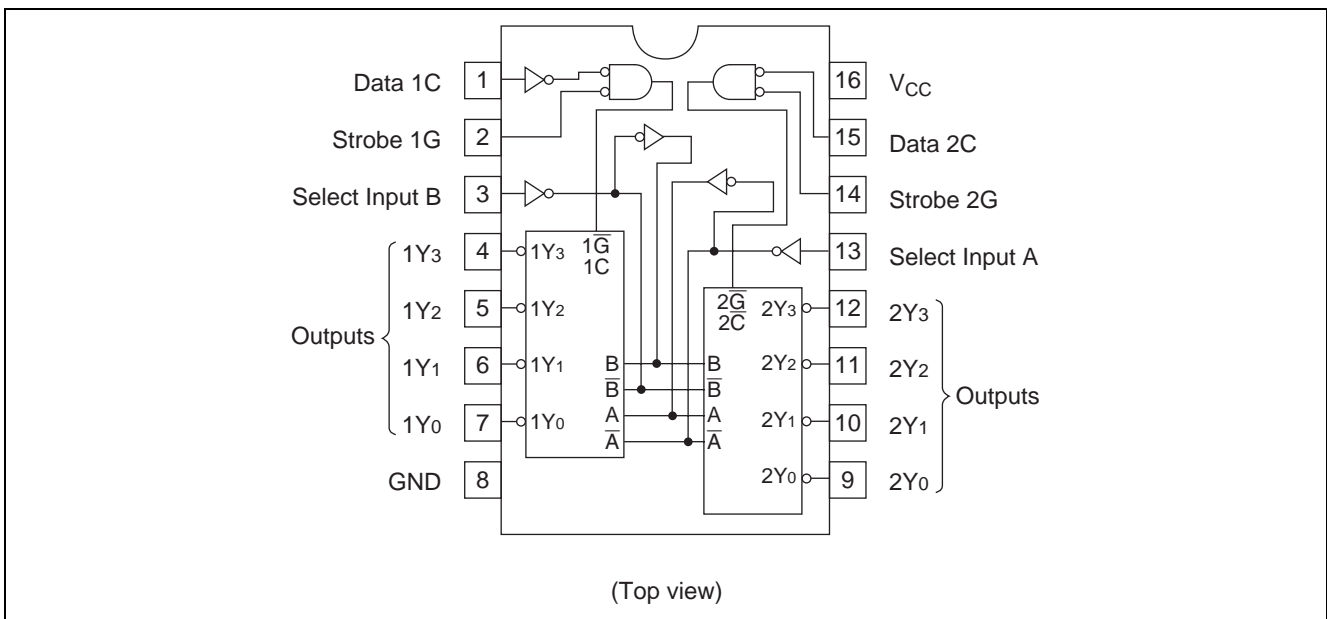 Data 1C 1 16 V_CC
Strobe 1G 2 15 Data 2C
Select Input B 3 14 Strobe 2G
1Y3 4 1Y3 1G̅ 13 Select Input A
1C
1Y2 5 1Y2 2G̅ 2Y3 12 2Y3
2C̅
Outputs
1Y1 6 1Y1 B B 2Y2 11 2Y2
B̅ B̅
Outputs
1Y0 7 1Y0 A A 2Y1 10 2Y1
A̅ A̅
GND 8 2Y0 9 2Y0
(Top view)